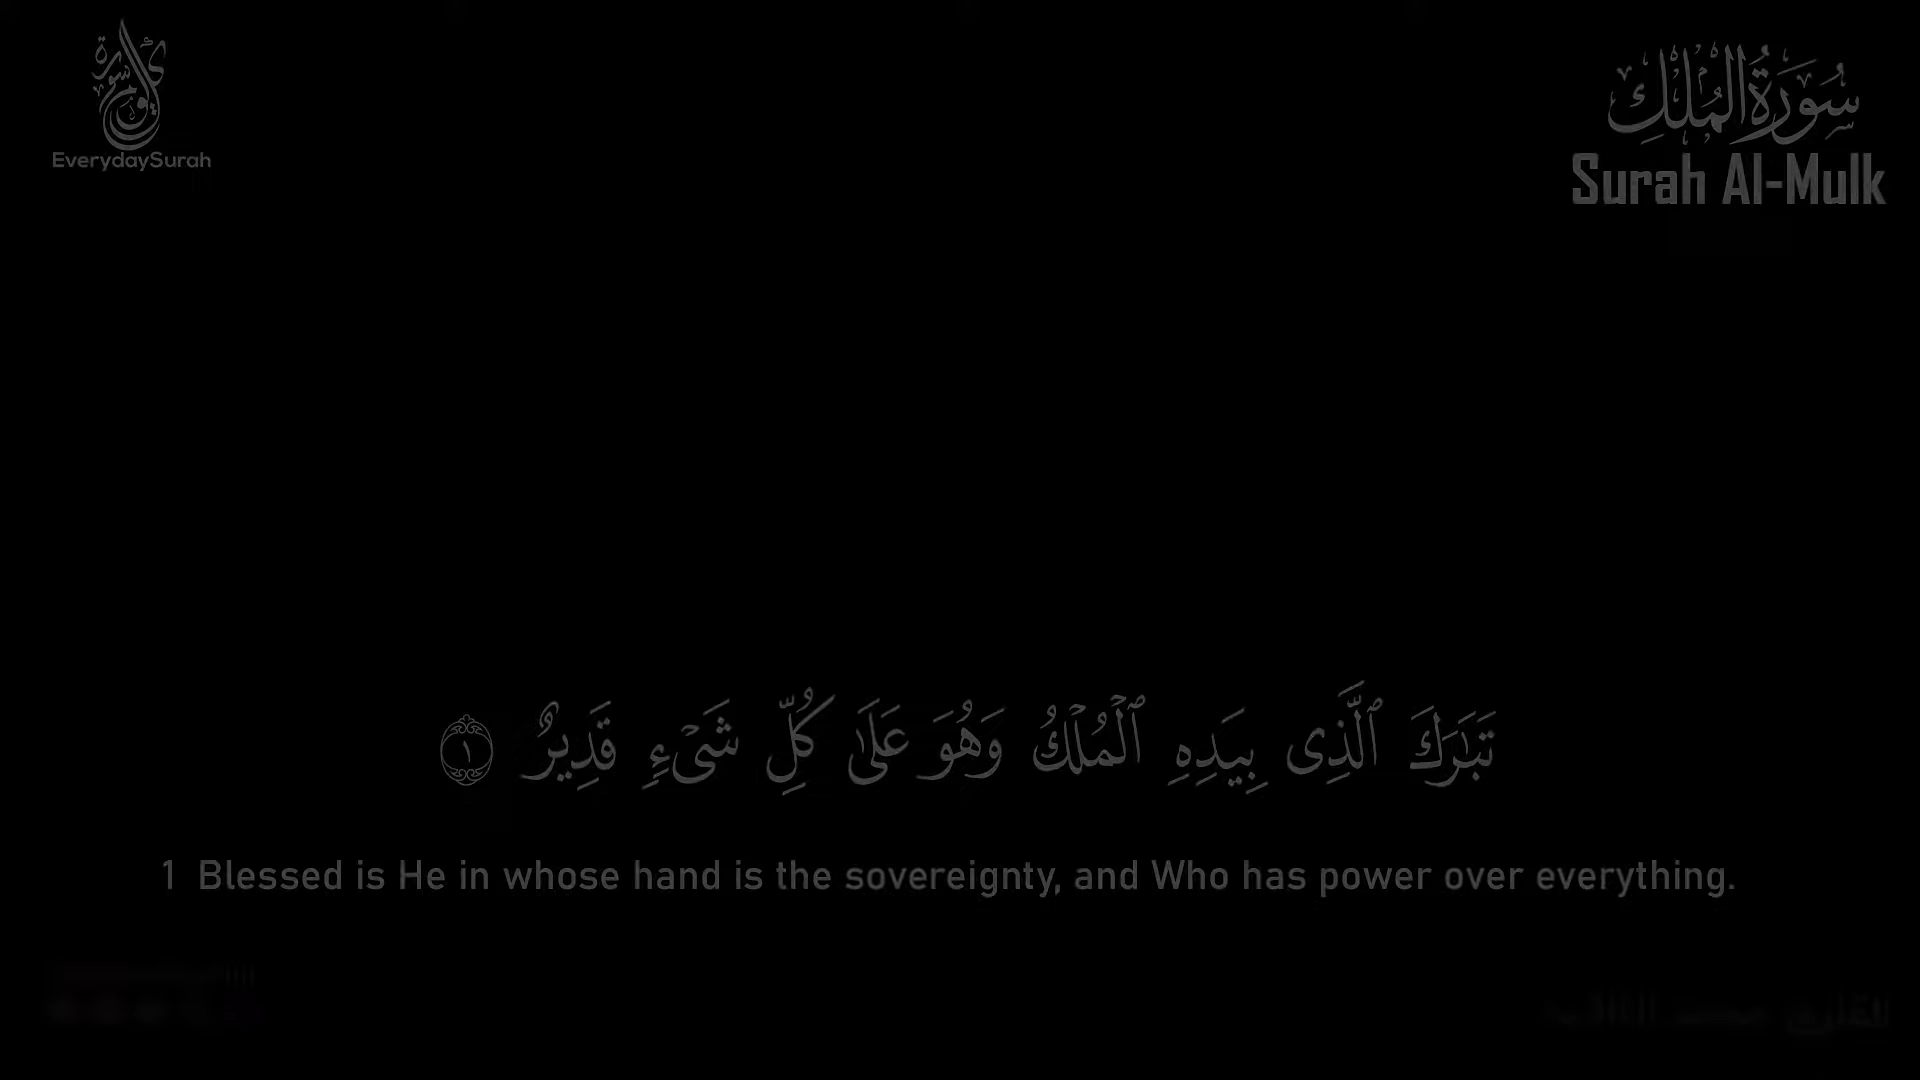 سُورَةُ المُلْكِ
EverydaySurah
Surah Al-Mulk
تَبَٰرَكَ ٱلَّذِى بِيَدِهِ ٱلْمُلْكُ وَهُوَ عَلَىٰ كُلِّ شَىْءٍ قَدِيرٌ ١
1 Blessed is He in whose hand is the sovereignty, and Who has power over everything.